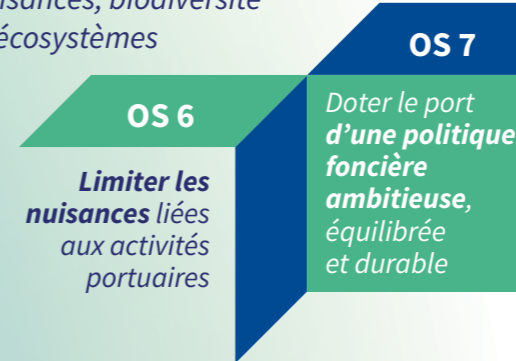 biodiversité
écosystèmes
OS 6
Limiter les
nuisances liées
aux activités
portuaires
OS 7
Doter le port
d’une politique
foncière
ambitieuse,
équilibrée
et durable